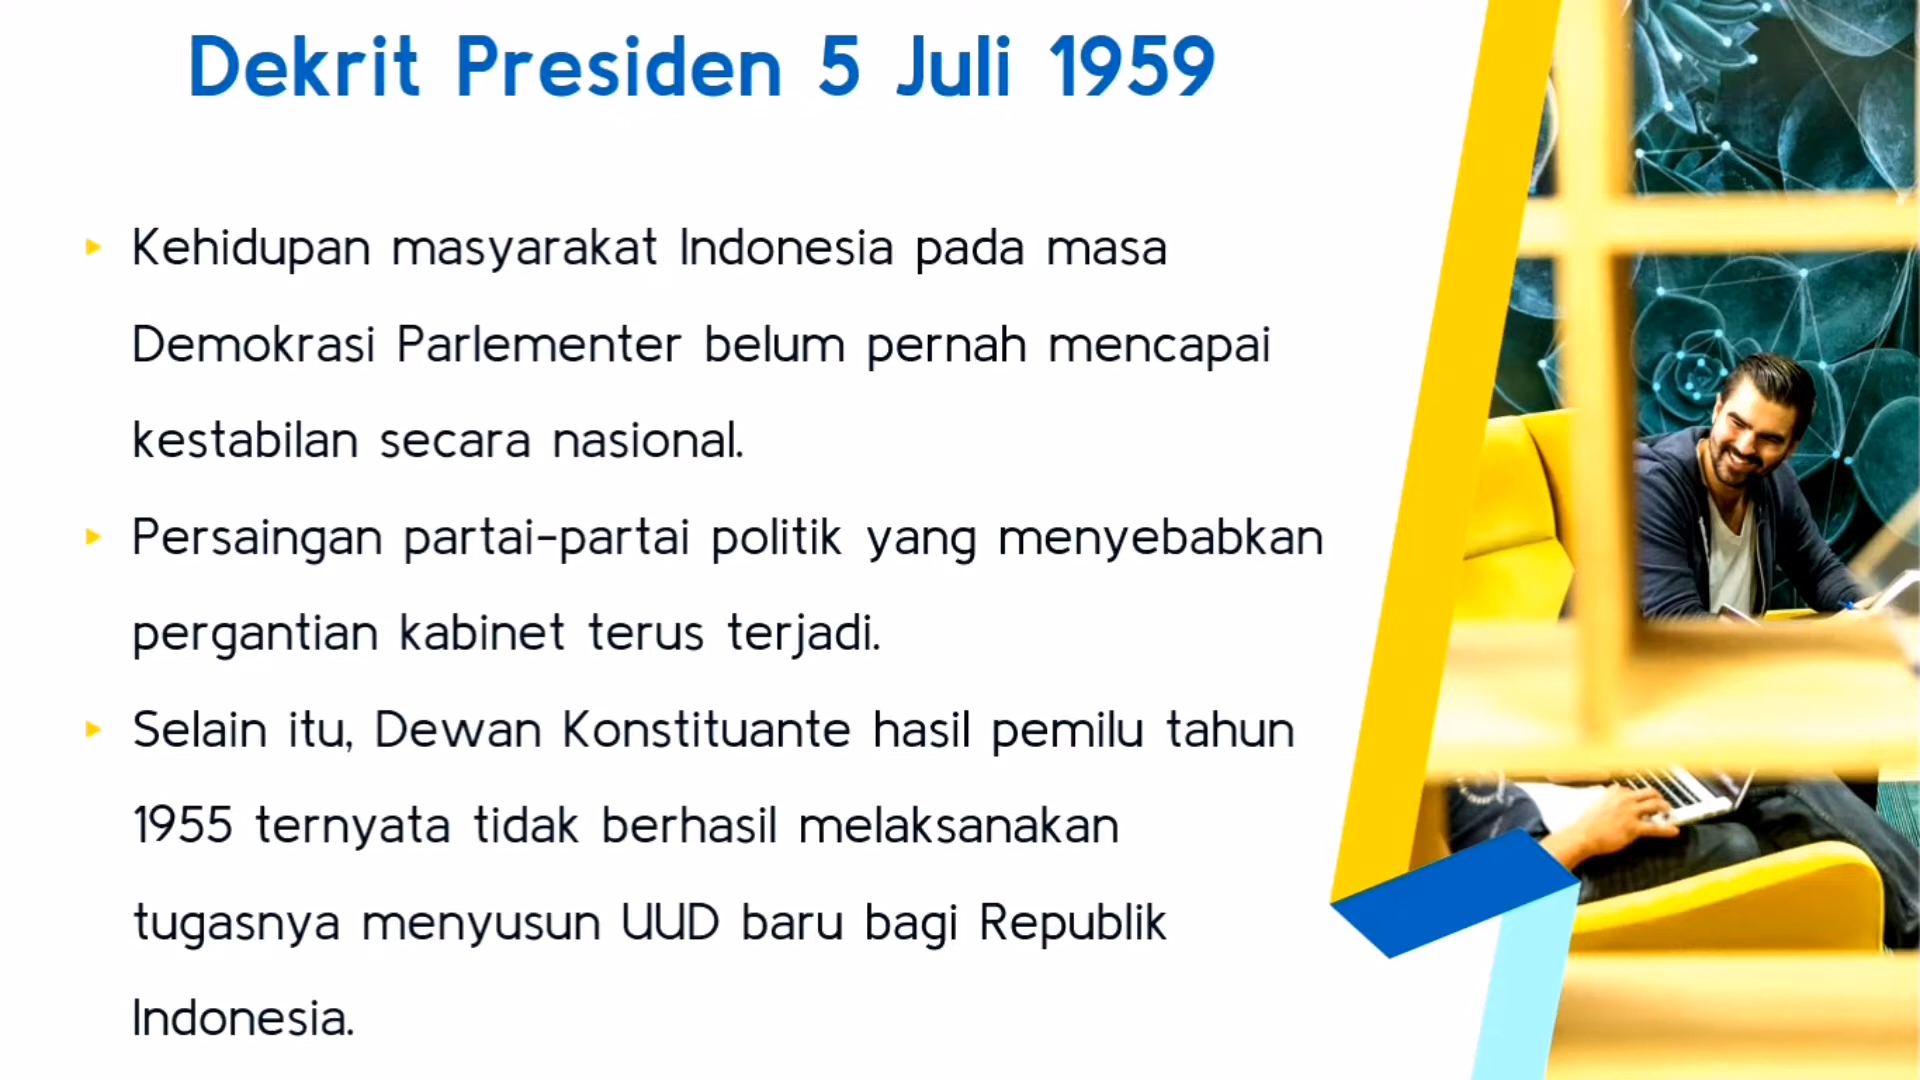 Dekrit Presiden 5 Juli 1959
Kehidupan masyarakat Indonesia pada masa
Demokrasi Parlementer belum pernah mencapai
kestabilan secara nasional.
Persaingan partai-partai politik yang menyebabkan
pergantian kabinet terus terjadi.
Selain itu, Dewan Konstituante hasil pemilu tahun
1955 ternyata tidak berhasil melaksanakan
tugasnya menyusun UUD baru bagi Republik
Indonesia.